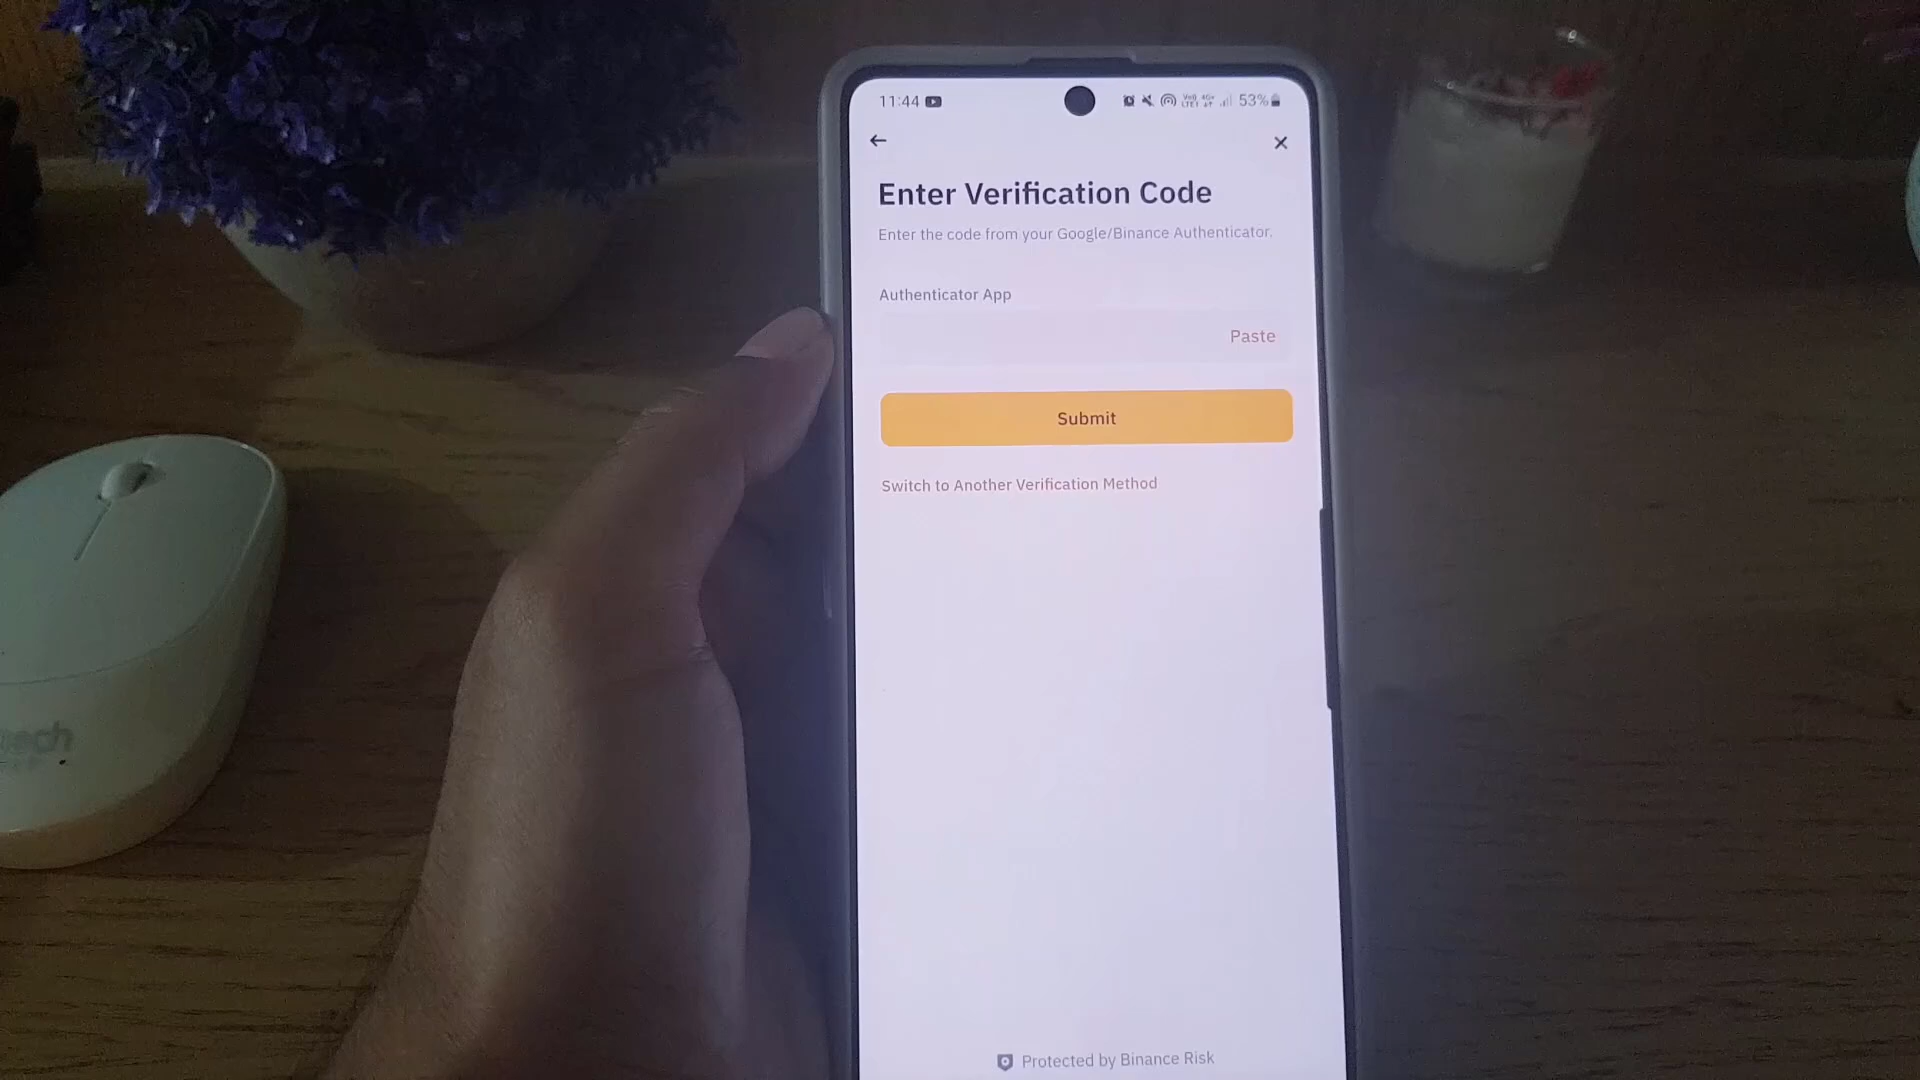 11:44 53%
Enter Verification Code
Enter the code from your Google/Binance Authenticator.
Authenticator App
Paste
Submit
Switch to Another Verification Method
Protected by Binance Risk